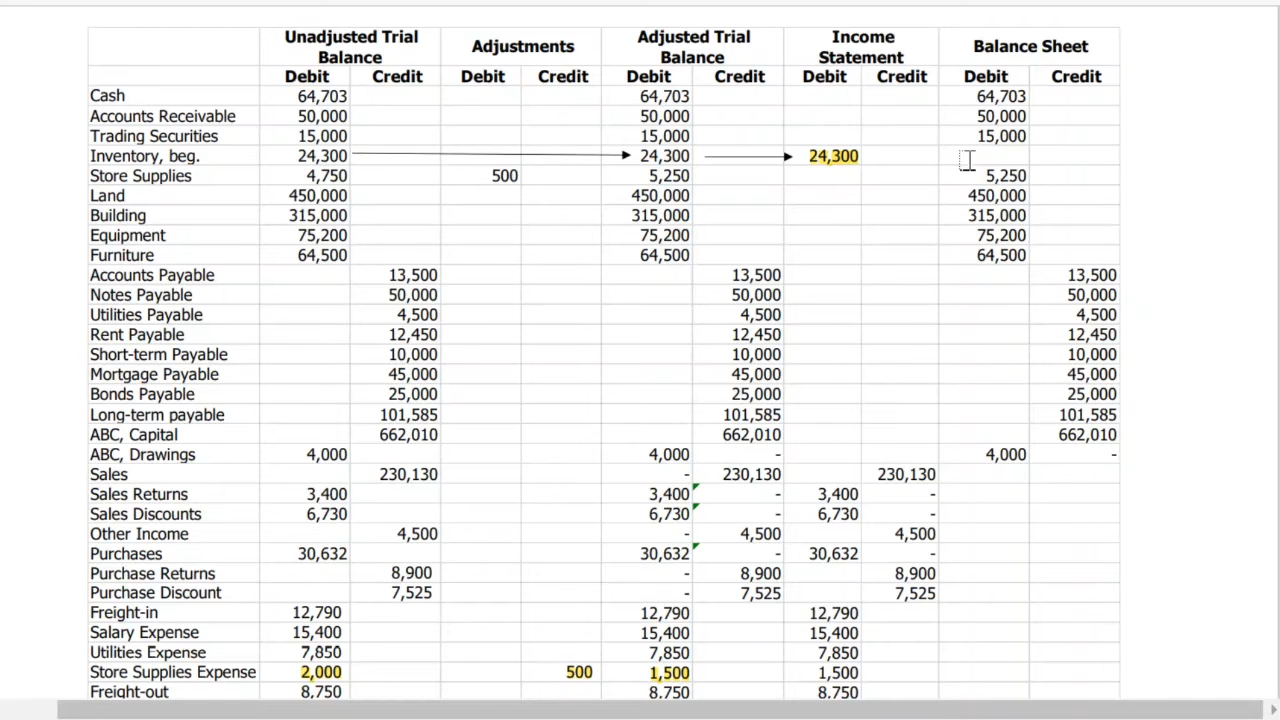 Unadjusted Trial Balance Adjustments Adjusted Trial Balance Income Statement Balance Sheet
Debit Credit Debit Credit Debit Credit Debit Credit Debit Credit
Cash 64,703 64,703 64,703
Accounts Receivable 50,000 50,000 50,000
Trading Securities 15,000 15,000 15,000
Inventory, beg. 24,300 24,300 24,300
Store Supplies 4,750 500 5,250 5,250
Land 450,000 450,000 450,000
Building 315,000 315,000 315,000
Equipment 75,200 75,200 75,200
Furniture 64,500 64,500 64,500
Accounts Payable 13,500 13,500 13,500
Notes Payable 50,000 50,000 50,000
Utilities Payable 4,500 4,500 4,500
Rent Payable 12,450 12,450 12,450
Short-term Payable 10,000 10,000 10,000
Mortgage Payable 45,000 45,000 45,000
Bonds Payable 25,000 25,000 25,000
Long-term payable 101,585 101,585 101,585
ABC, Capital 662,010 662,010 662,010
ABC, Drawings 4,000 4,000 - 4,000 -
Sales 230,130 - 230,130 230,130
Sales Returns 3,400 3,400 - 3,400 -
Sales Discounts 6,730 6,730 - 6,730 -
Other Income 4,500 - 4,500 4,500
Purchases 30,632 30,632 - 30,632 -
Purchase Returns 8,900 - 8,900 8,900
Purchase Discount 7,525 - 7,525 7,525
Freight-in 12,790 12,790 12,790
Salary Expense 15,400 15,400 15,400
Utilities Expense 7,850 7,850 7,850
Store Supplies Expense 2,000 500 1,500 1,500
Freight-out 8,750 8,750 8,750